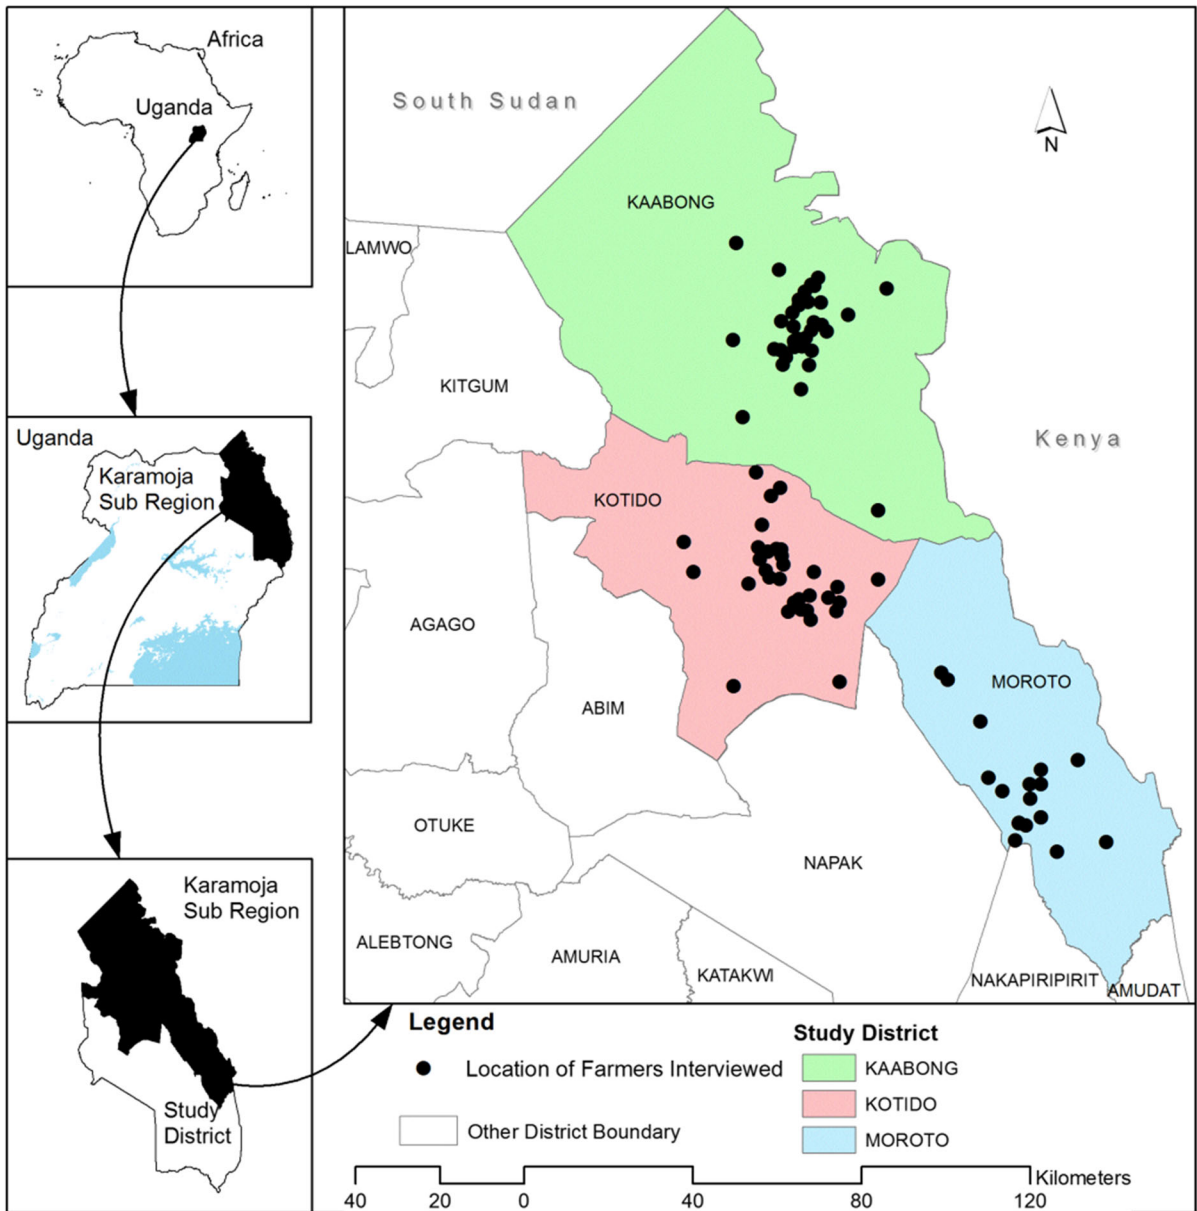 Africa
Uganda
Uganda
Karamoja
Sub Region
Karamoja
Sub Region
Study
District
South Sudan
N
KAABONG
LAMWO
KITGUM
Kenya
KOTIDO
AGAGO
MOROTO
ABIM
OTUKE
NAPAK
ALEBTONG
AMURIA
KATAKWI
NAKAPIRIPIRIT
AMUDAT
Legend
Location of Farmers Interviewed
Other District Boundary
Study District
KAABONG
KOTIDO
MOROTO
Kilometers
40 20 0 40 80 120